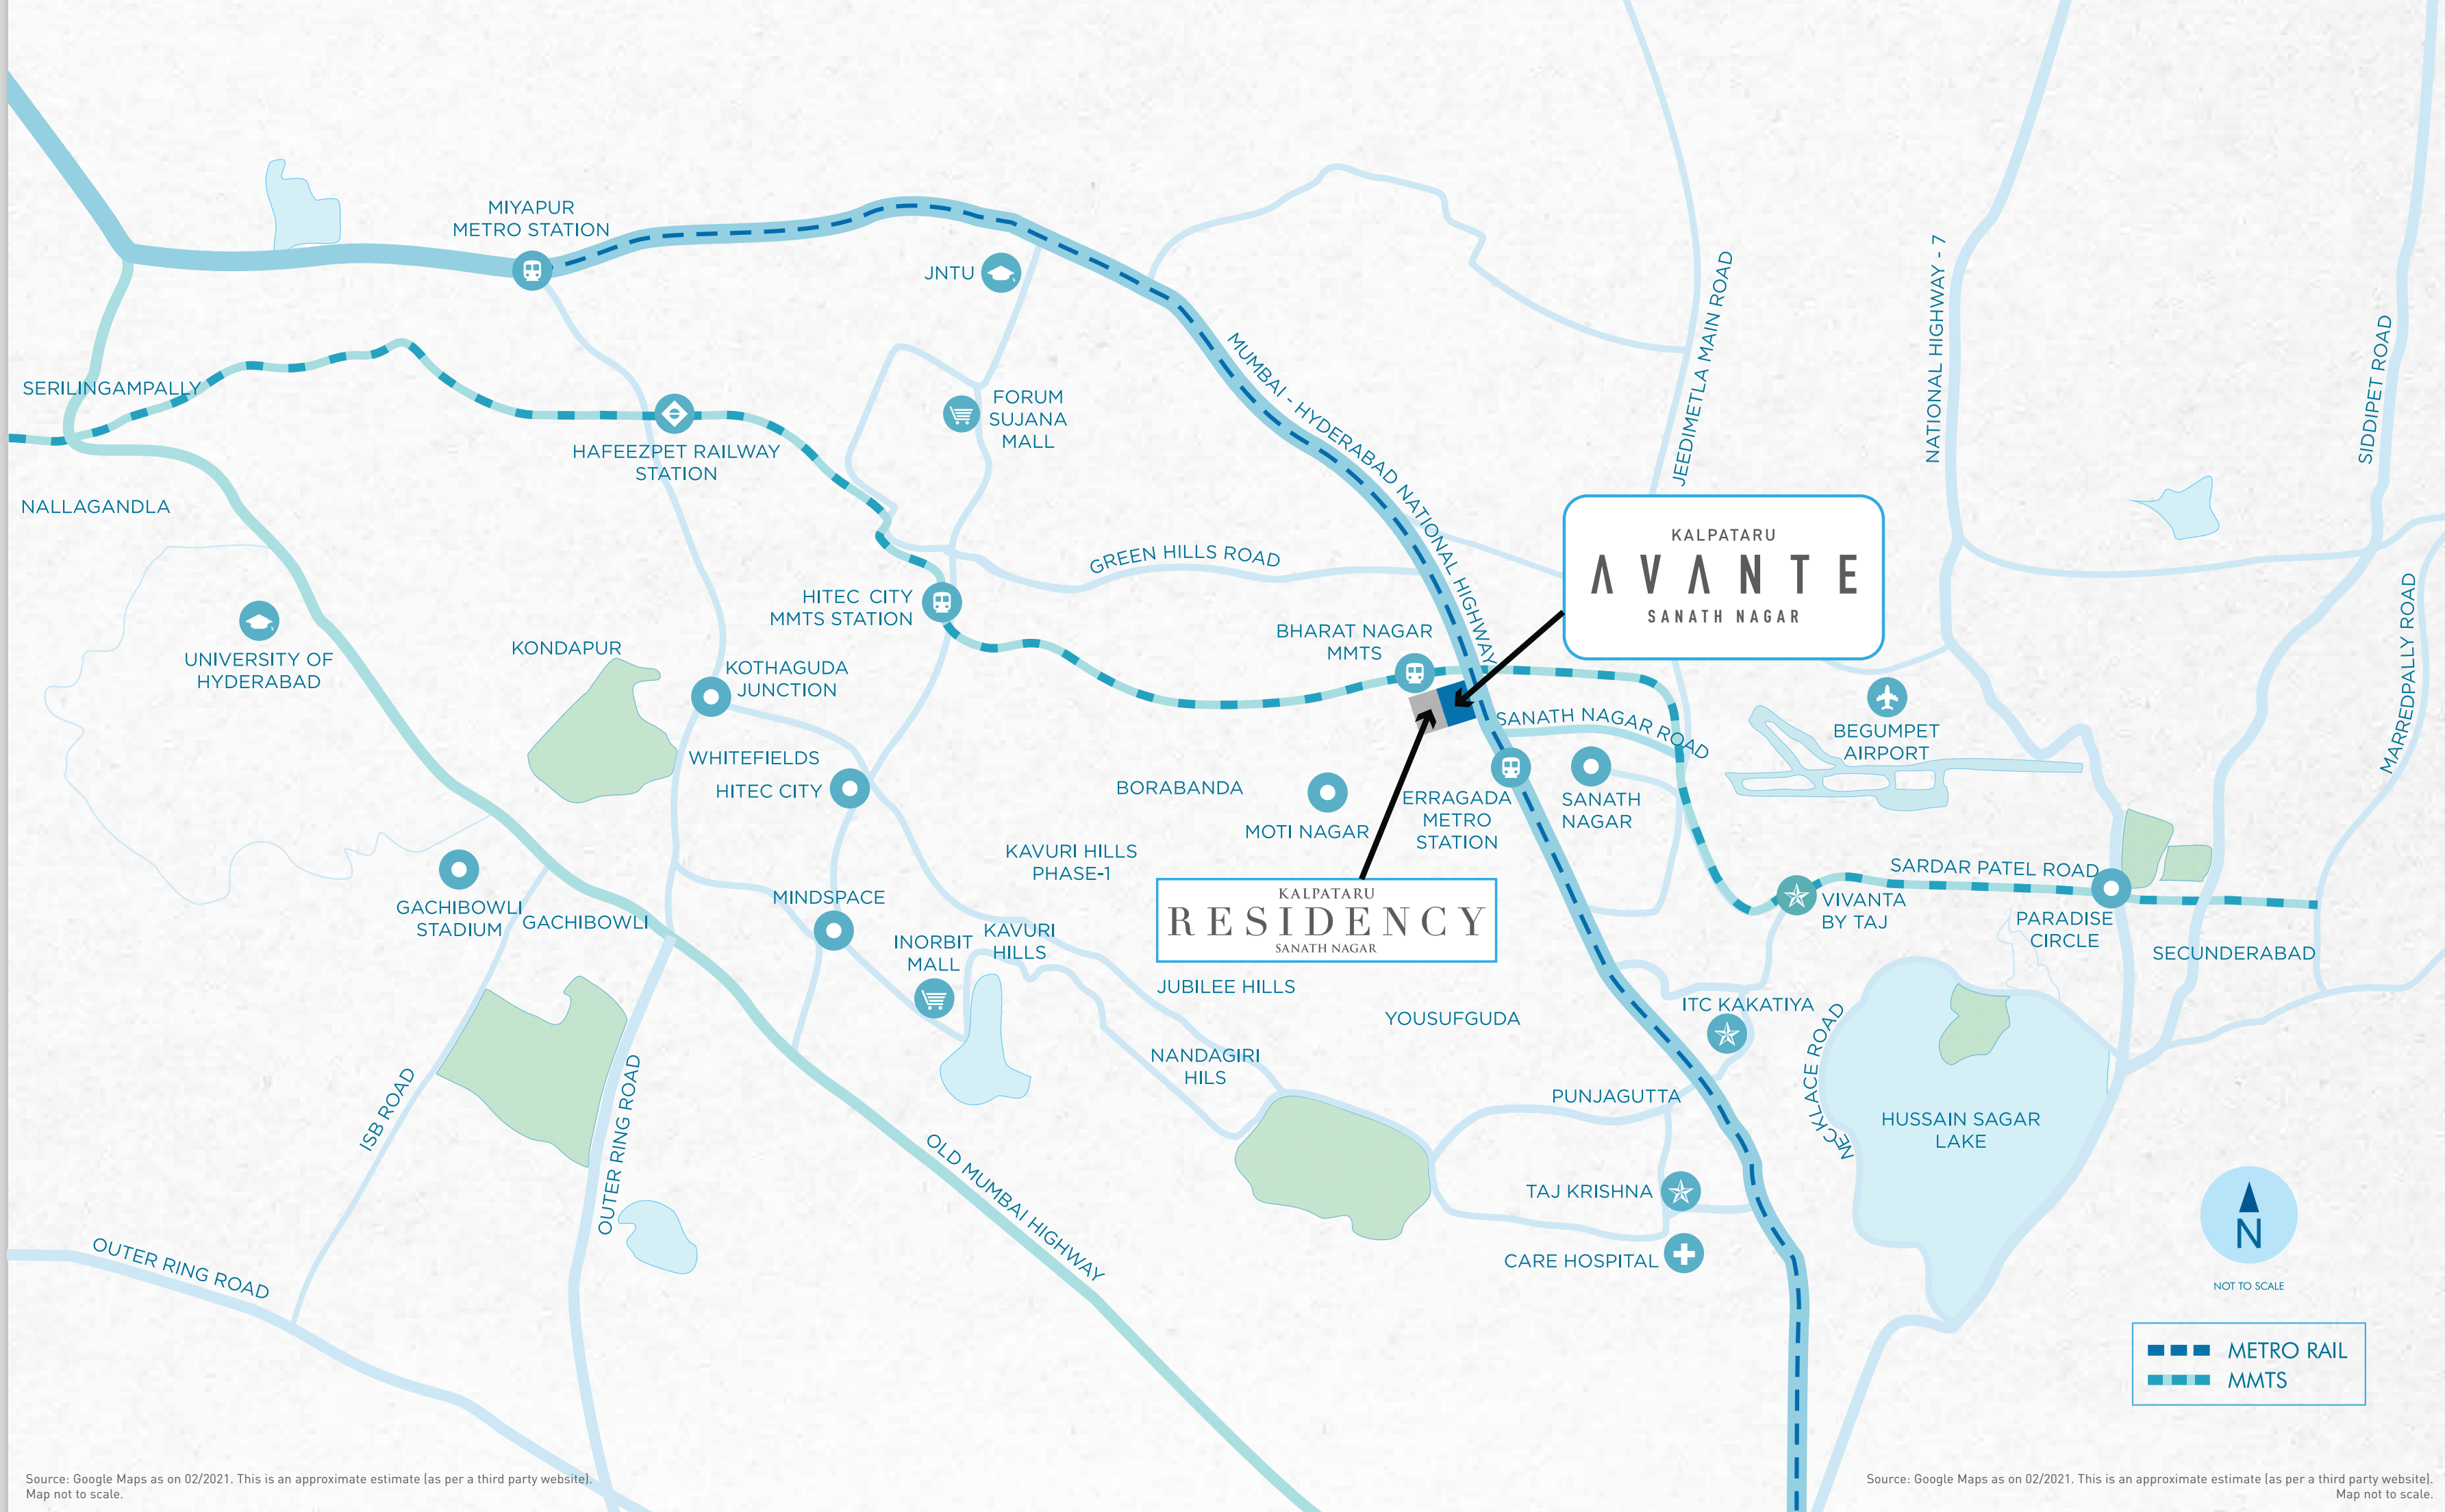 MIYAPUR
METRO STATION
JNTU
MUMBAI - HYDERABAD NATIONAL HIGHWAY
JEEDIMETLA MAIN ROAD
NATIONAL HIGHWAY - 7
SIDDIPET ROAD
SERILINGAMPALLY
FORUM
SUJANA
MALL
HAFEEZPET RAILWAY
STATION
NALLAGANDLA
GREEN HILLS ROAD
KALPATARU
AVANTE
SANATH NAGAR
HITEC CITY
MMTS STATION
BHARAT NAGAR
MMTS
MARREDPALLY ROAD
UNIVERSITY OF
HYDERABAD
KONDAPUR
KOTHAGUDA
JUNCTION
SANATH NAGAR ROAD
BEGUMPET
AIRPORT
WHITEFIELDS
HITEC CITY
BORABANDA
MOTI NAGAR
ERRAGADA
METRO
STATION
SANATH
NAGAR
KAVURI HILLS
PHASE-1
SARDAR PATEL ROAD
GACHIBOWLI
STADIUM
GACHIBOWLI
MINDSPACE
KALPATARU
RESIDENCY
SANATH NAGAR
VIVANTA
BY TAJ
PARADISE
CIRCLE
SECUNDERABAD
INORBIT
MALL
KAVURI
HILLS
JUBILEE HILLS
YOUSUFGUDA
ITC KAKATIYA
NECKLACE ROAD
NANDAGIRI
HILS
PUNJAGUTTA
HUSSAIN SAGAR
LAKE
ISB ROAD
OUTER RING ROAD
OLD MUMBAI HIGHWAY
TAJ KRISHNA
CARE HOSPITAL
OUTER RING ROAD
N
NOT TO SCALE
METRO RAIL
MMTS
Source: Google Maps as on 02/2021. This is an approximate estimate (as per a third party website).
Map not to scale.
Source: Google Maps as on 02/2021. This is an approximate estimate (as per a third party website).
Map not to scale.